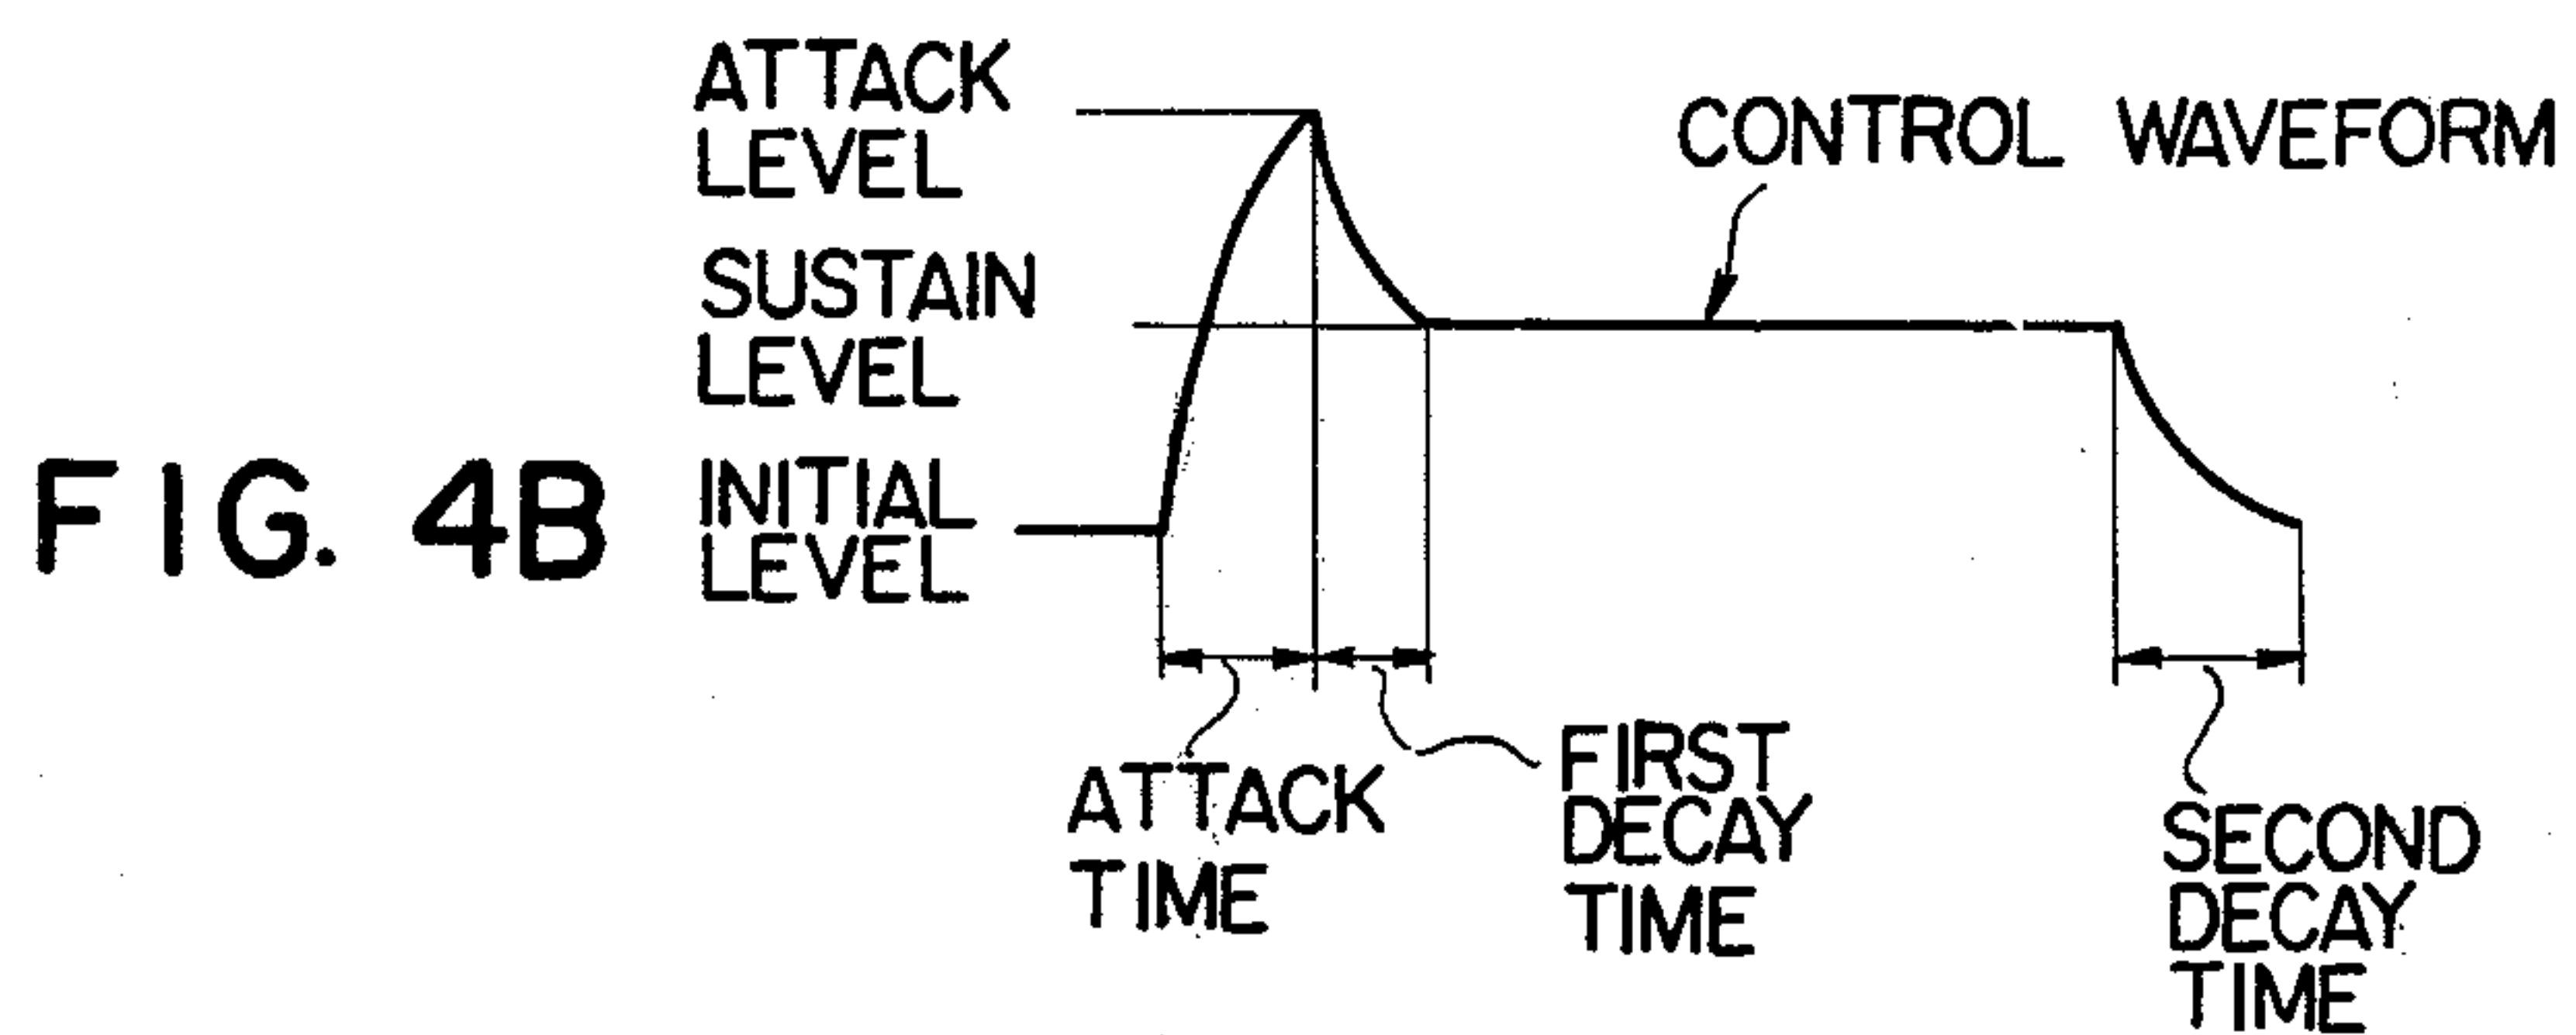 ATTACK
LEVEL
CONTROL WAVEFORM
SUSTAIN
LEVEL
FIG. 4B
INITIAL
LEVEL
ATTACK
TIME
FIRST
DECAY
TIME
SECOND
DECAY
TIME